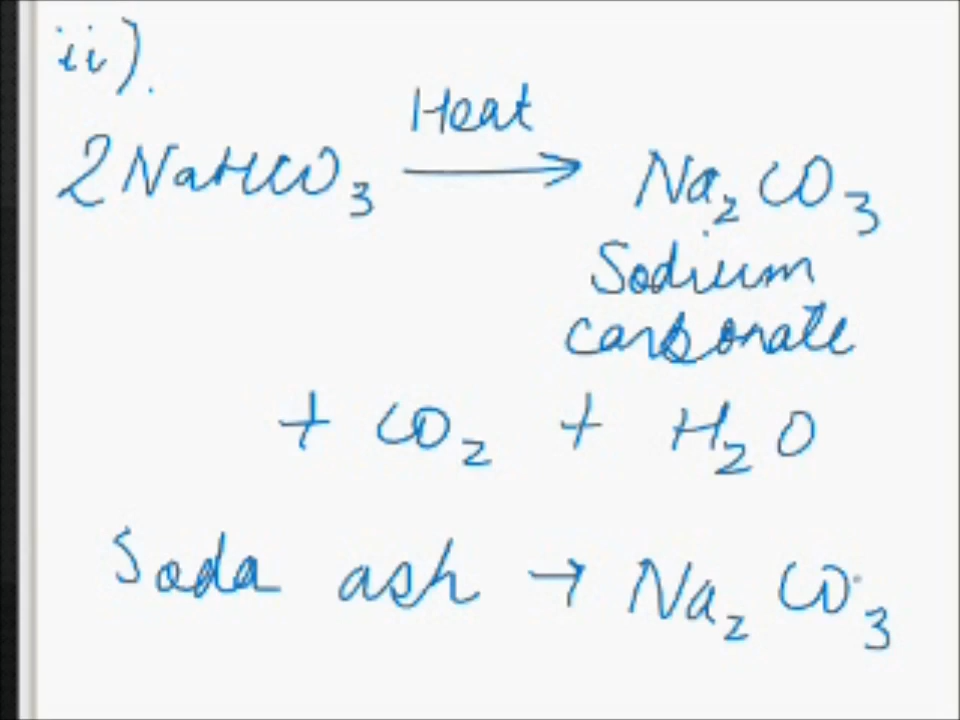 ii).
Heat
2NaHCO₃ → Na₂CO₃
Sodium
carbonate
+ CO₂ + H₂O
Soda ash → Na₂CO₃